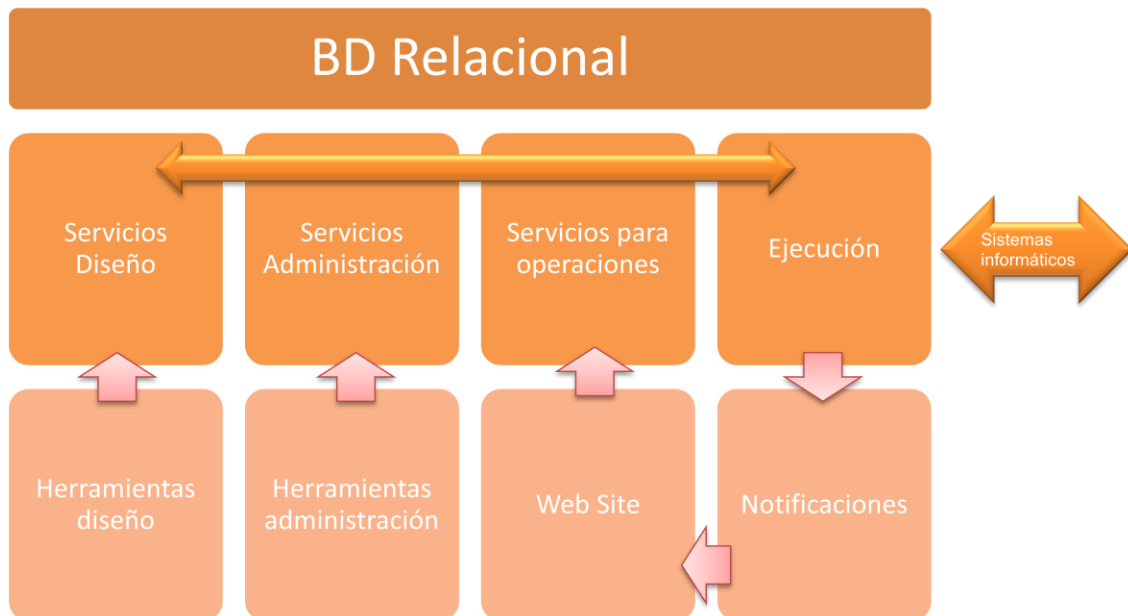 BD Relacional
Servicios
Diseño
Servicios
Administración
Servicios para
operaciones
Ejecución
Sistemas
informáticos
Herramientas
diseño
Herramientas
administración
Web Site
Notificaciones